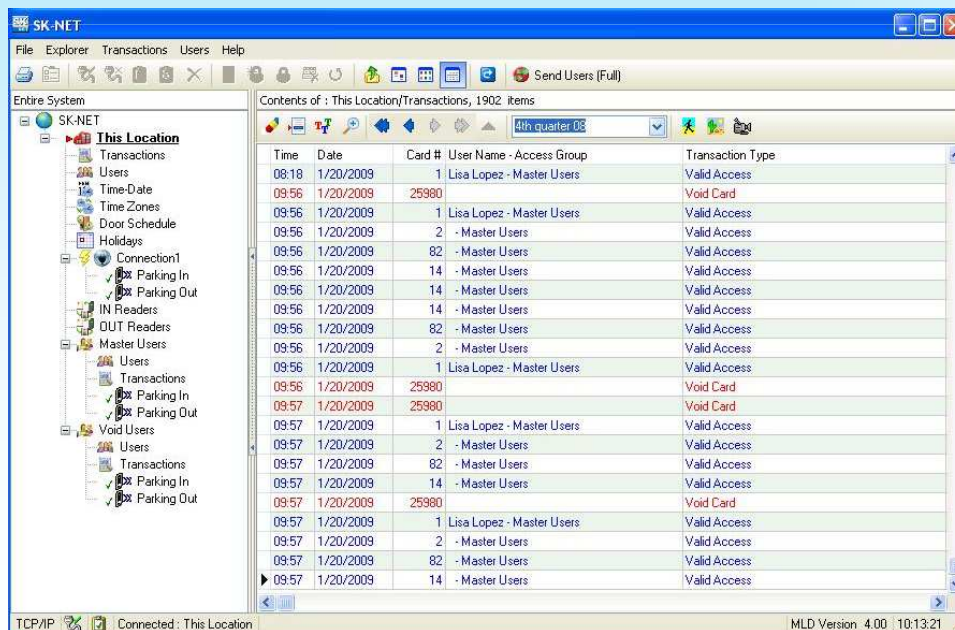 SK-NET
File Explorer Transactions Users Help
Send Users (Full)
Entire System
SK-NET
This Location
Transactions
Users
Time-Date
Time Zones
Door Schedule
Holidays
Connection1
Parking In
Parking Out
IN Readers
OUT Readers
Master Users
Users
Transactions
Parking In
Parking Out
Void Users
Users
Transactions
Parking In
Parking Out
Contents of : This Location/Transactions, 1902 items
4th quarter 08
Time Date Card # User Name - Access Group Transaction Type
08:18 1/20/2009 1 Lisa Lopez - Master Users Valid Access
09:56 1/20/2009 25980 Void Card
09:56 1/20/2009 1 Lisa Lopez - Master Users Valid Access
09:56 1/20/2009 2 - Master Users Valid Access
09:56 1/20/2009 82 - Master Users Valid Access
09:56 1/20/2009 14 - Master Users Valid Access
09:56 1/20/2009 14 - Master Users Valid Access
09:56 1/20/2009 14 - Master Users Valid Access
09:56 1/20/2009 82 - Master Users Valid Access
09:56 1/20/2009 2 - Master Users Valid Access
09:56 1/20/2009 1 Lisa Lopez - Master Users Valid Access
09:56 1/20/2009 25980 Void Card
09:57 1/20/2009 25980 Void Card
09:57 1/20/2009 1 Lisa Lopez - Master Users Valid Access
09:57 1/20/2009 2 - Master Users Valid Access
09:57 1/20/2009 82 - Master Users Valid Access
09:57 1/20/2009 14 - Master Users Valid Access
09:57 1/20/2009 25980 Void Card
09:57 1/20/2009 1 Lisa Lopez - Master Users Valid Access
09:57 1/20/2009 2 - Master Users Valid Access
09:57 1/20/2009 82 - Master Users Valid Access
09:57 1/20/2009 14 - Master Users Valid Access
TCP/IP Connected : This Location MLD Version 4.00 10:13:21